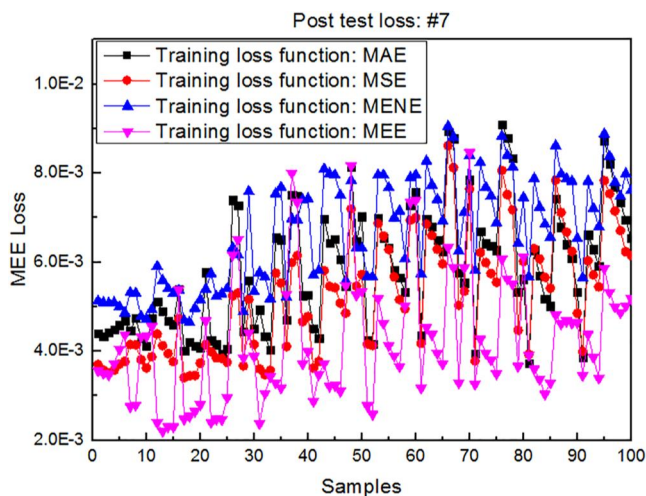 Post test loss: #7
Training loss function: MAE
Training loss function: MSE
Training loss function: MENE
Training loss function: MEE
1.0E-2
8.0E-3
6.0E-3
4.0E-3
2.0E-3
MEE Loss
0 10 20 30 40 50 60 70 80 90 100
Samples